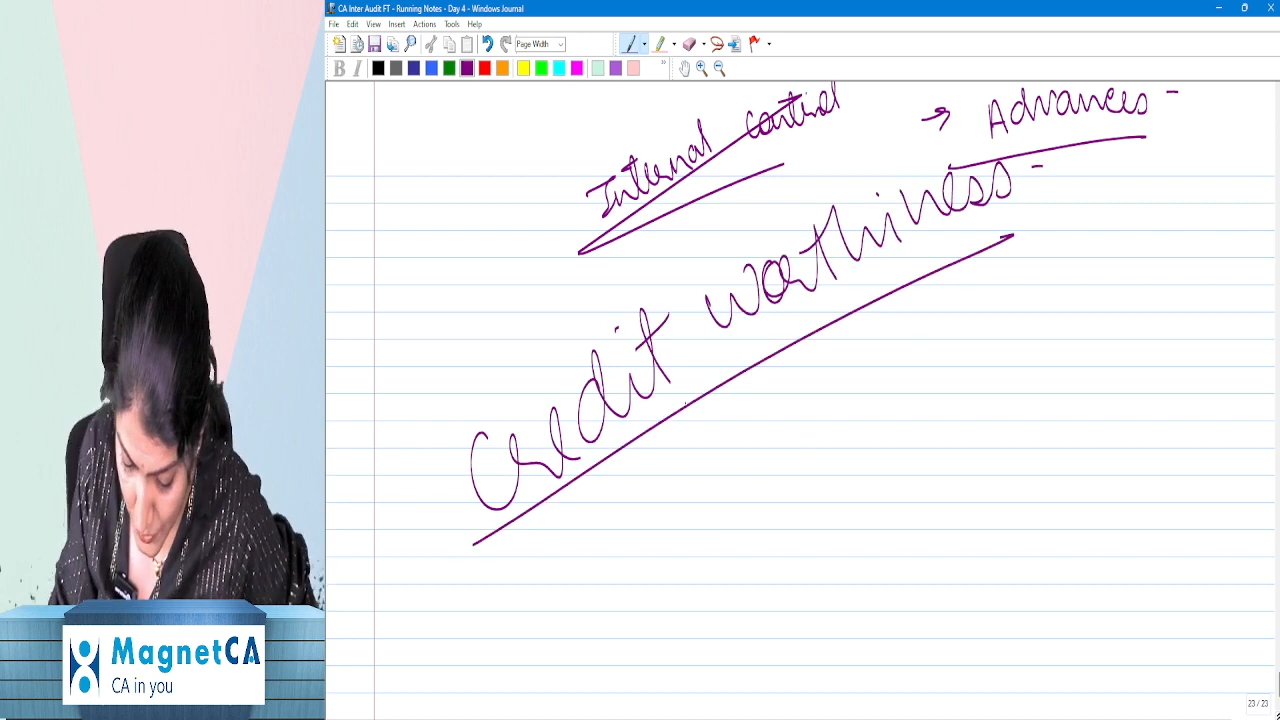 CA Inter Audit FT - Running Notes - Day 4 - Windows Journal
File Edit View Insert Actions Tools Help
Page Width
B I
Internal control
→ Advances -
Credit worthiness -
MagnetCA
CA in you
23 / 23